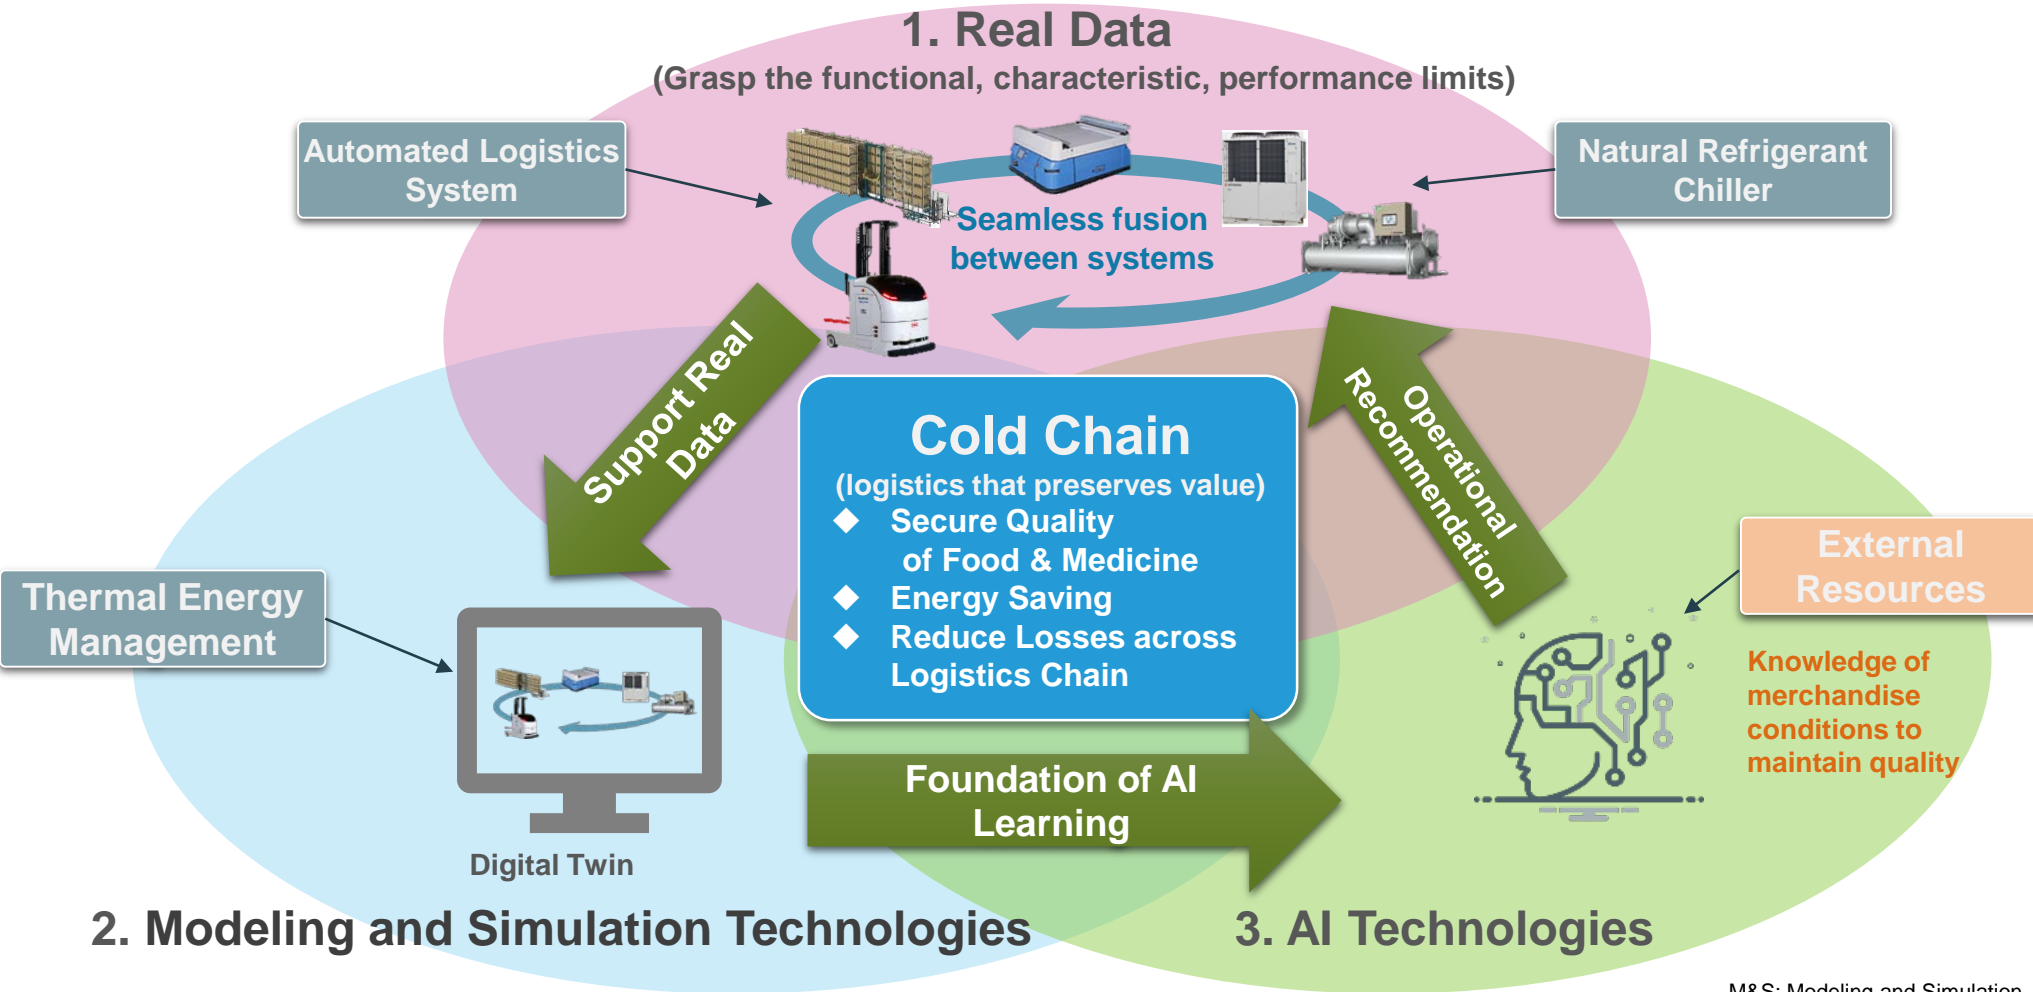 1. Real Data
(Grasp the functional, characteristic, performance limits)
Automated Logistics
System
Natural Refrigerant
Chiller
Seamless fusion
between systems
Support Real
Data
Operational
Recommendation
Cold Chain
(logistics that preserves value)
◆ Secure Quality
of Food & Medicine
◆ Energy Saving
◆ Reduce Losses across
Logistics Chain
External
Resources
Thermal Energy
Management
Knowledge of
merchandise
conditions to
maintain quality
Foundation of AI
Learning
Digital Twin
2. Modeling and Simulation Technologies
3. AI Technologies
M&S: Modeling and Simulation